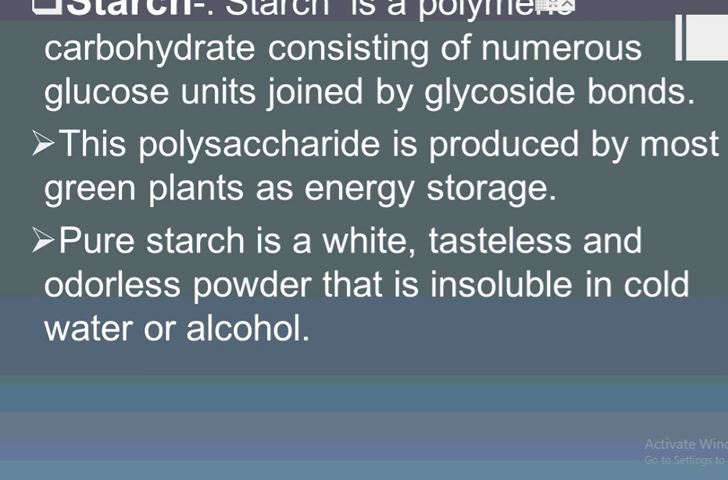 ❑Starch-: Starch is a polymeric
carbohydrate consisting of numerous
glucose units joined by glycoside bonds.
➢This polysaccharide is produced by most
green plants as energy storage.
➢Pure starch is a white, tasteless and
odorless powder that is insoluble in cold
water or alcohol.
Activate Wind
Go to Settings to